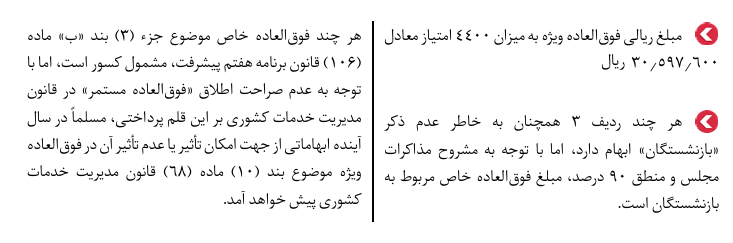 مبلغ ریالی فوق‌العاده ویژه به میزان ۴۴۰۰ امتیاز معادل
۳۰٫۵۹۷٫۶۰۰ ریال
هر چند ردیف ۳ همچنان به خاطر عدم ذکر
«بازنشستگان» ابهام دارد، اما با توجه به مشروح مذاکرات
مجلس و منطق ۹۰ درصد، مبلغ فوق‌العاده خاص مربوط به
بازنشستگان است.
هر چند فوق‌العاده خاص موضوع جزء (۳) بند «ب» ماده
(۱۰۶) قانون برنامه هفتم پیشرفت، مشمول کسور است، اما با
توجه به عدم صراحت اطلاق «فوق‌العاده مستمر» در قانون
مدیریت خدمات کشوری بر این قلم پرداختی، مسلماً در سال
آینده ابهاماتی از جهت امکان تأثیر یا عدم تأثیر آن در فوق‌العاده
ویژه موضوع بند (۱۰) ماده (۶۸) قانون مدیریت خدمات
کشوری پیش خواهد آمد.